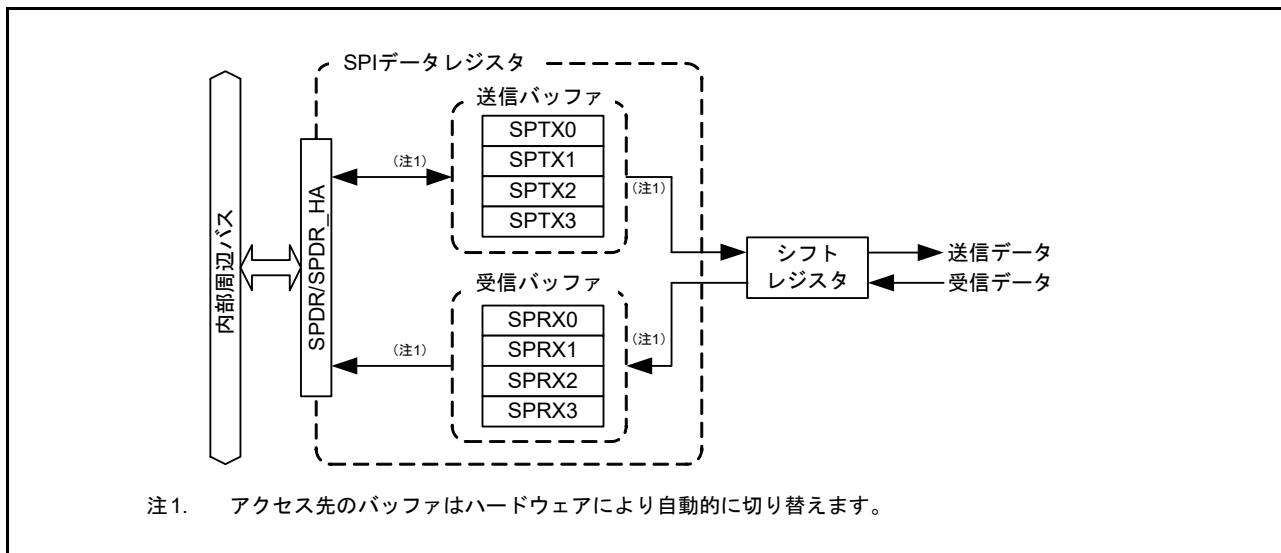 SPIデータレジスタ
送信バッファ
SPTX0
SPTX1
SPTX2
SPTX3
(注1)
(注1)
内部周辺バス
SPDR/SPDR_HA
シフト
レジスタ
送信データ
受信データ
受信バッファ
SPRX0
SPRX1
SPRX2
SPRX3
(注1)
(注1)
注1. アクセス先のバッファはハードウェアにより自動的に切り替えます。